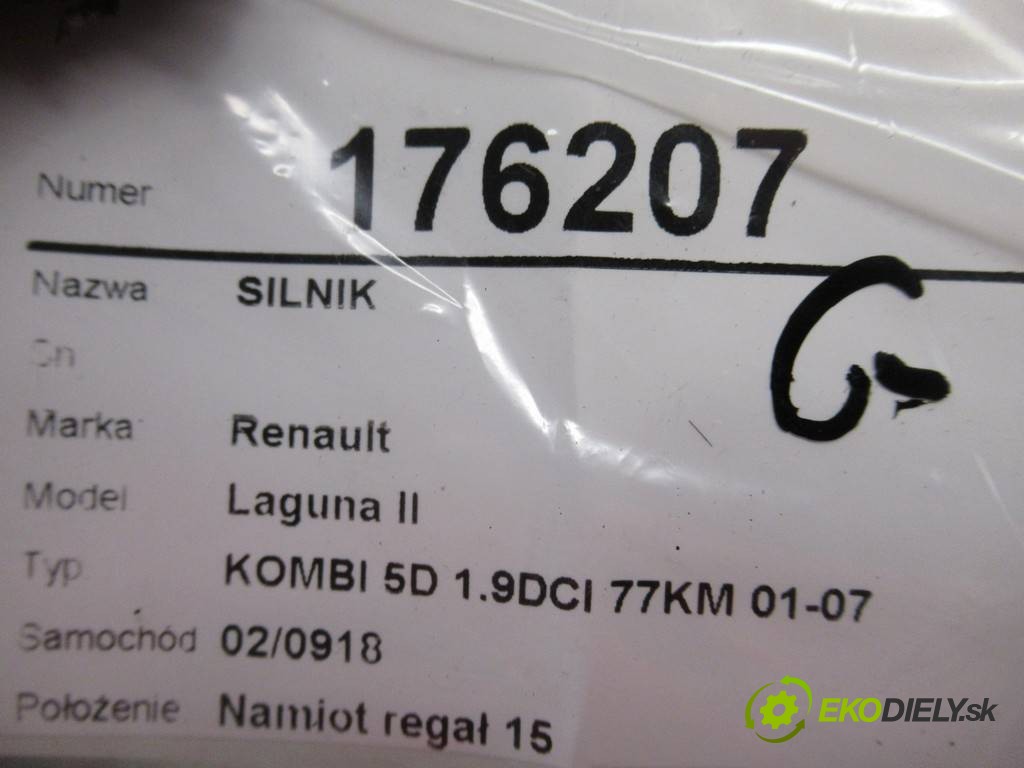 Numer 176207
Nazwa SILNIK
Sn
Marka Renault
Model Laguna II
Typ KOMBI 5D 1.9DCI 77KM 01-07
Samochód 02/0918
Położenie Namiot regał 15
G-
EKODIELY.sk